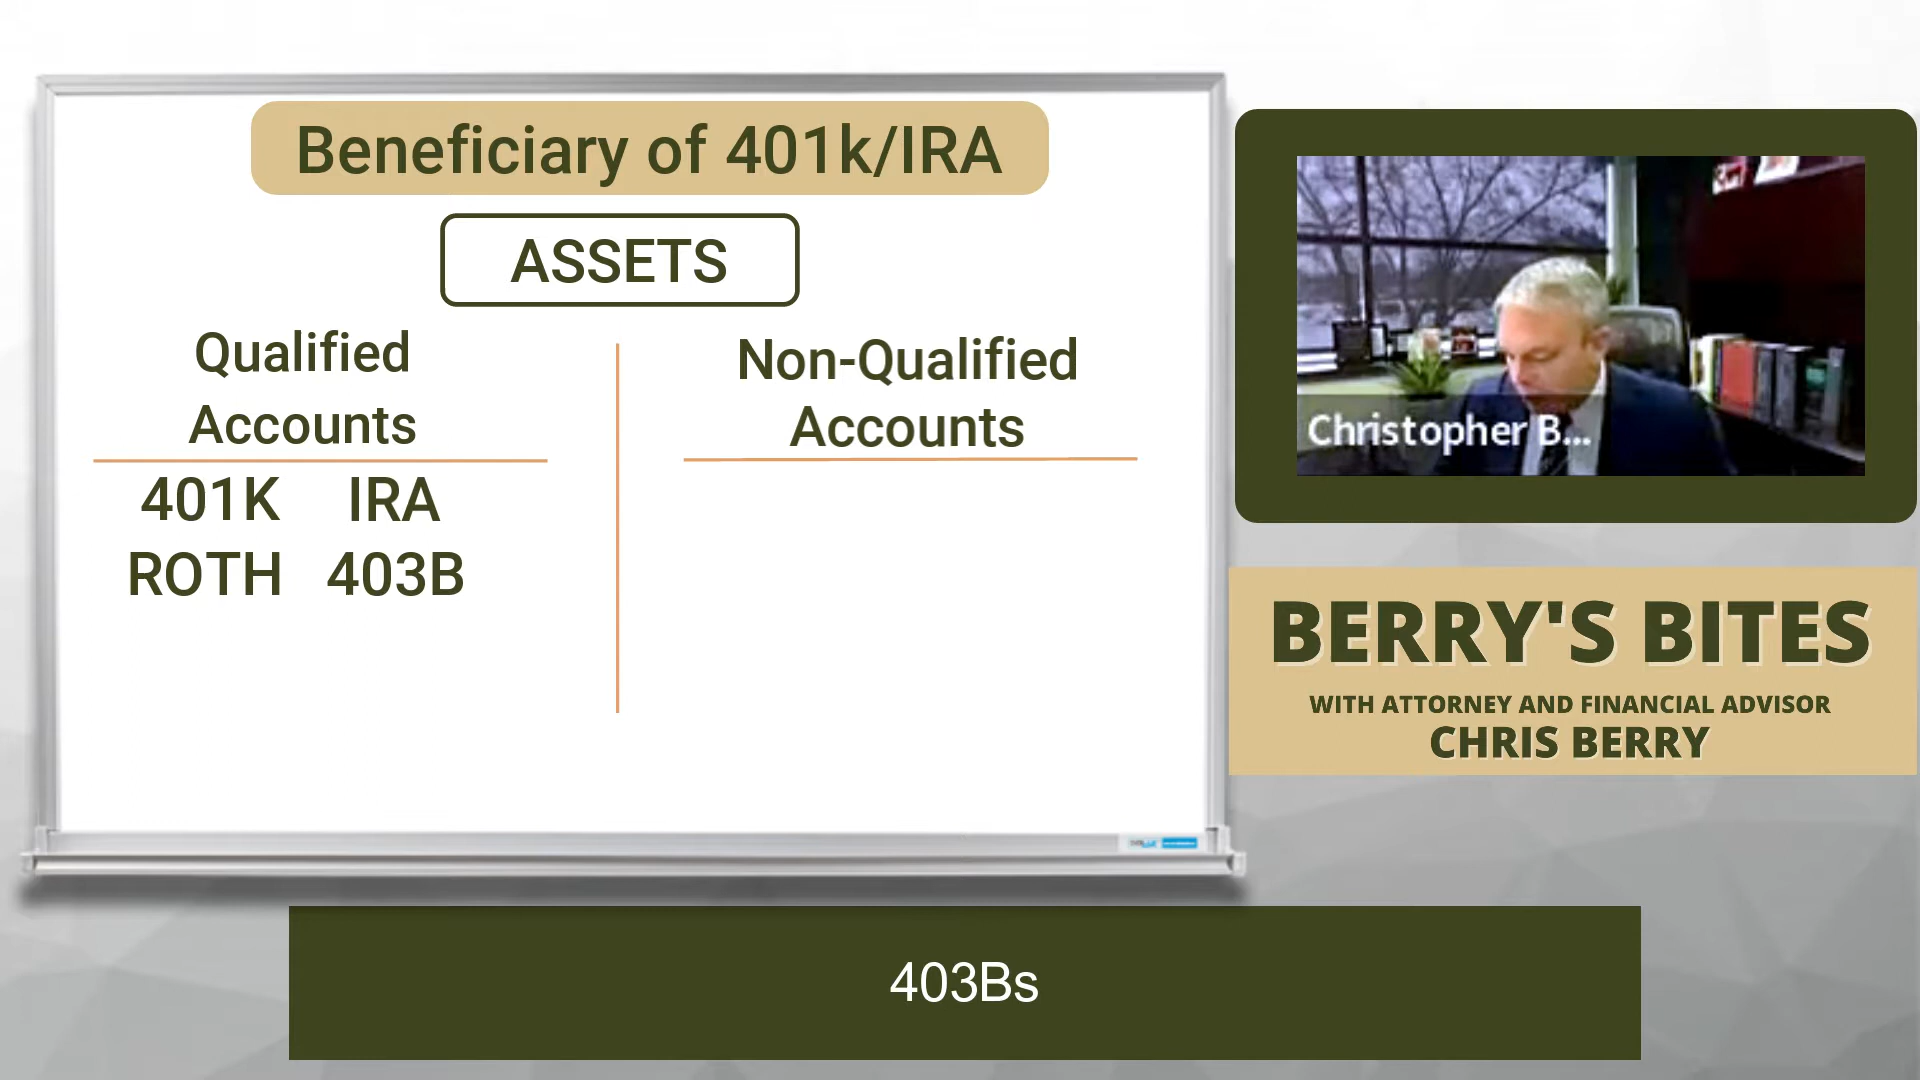 Beneficiary of 401k/IRA
ASSETS
Qualified
Accounts
401K IRA
ROTH 403B
Non-Qualified
Accounts
Christopher B...
BERRY'S BITES
WITH ATTORNEY AND FINANCIAL ADVISOR
CHRIS BERRY
403Bs